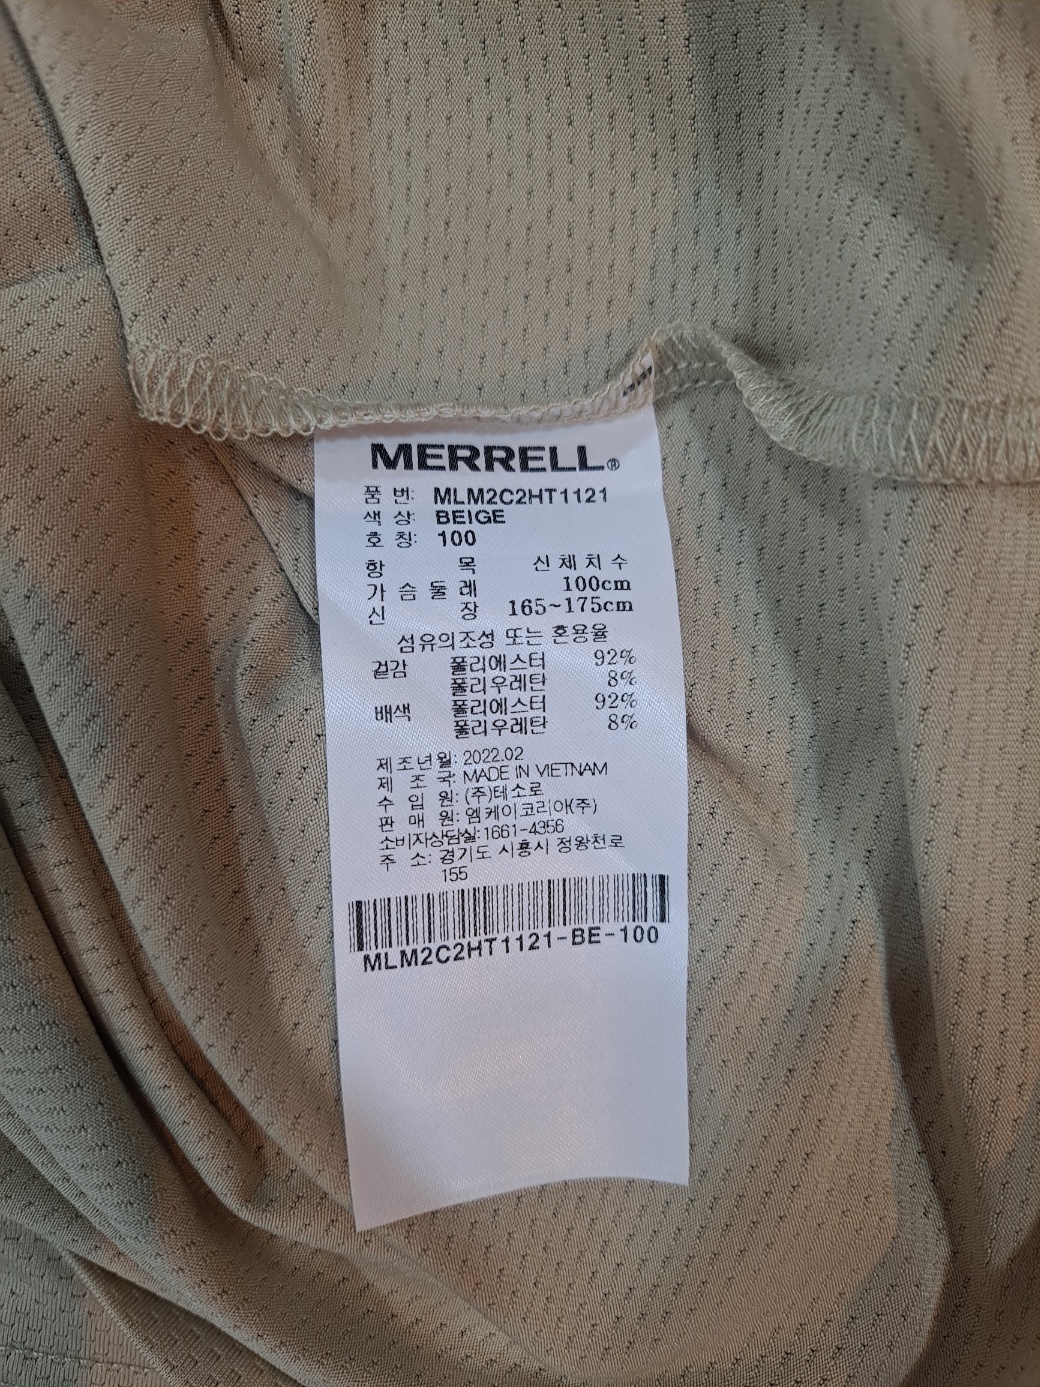 MERRELL®
품 번: MLM2C2HT1121
색 상: BEIGE
호 칭: 100
항 목 신 체 치 수
가 슴 둘 레 100cm
신 장 165~175cm
섬유의조성 또는 혼용율
겉감 폴리에스터 92%
폴리우레탄 8%
배색 폴리에스터 92%
폴리우레탄 8%
제조년월: 2022.02
제 조 국: MADE IN VIETNAM
수 입 원: (주)테소로
판 매 원: 엠케이코리아(주)
소비자상담실:1661-4356
주 소: 경기도 시흥시 정왕천로
155
MLM2C2HT1121-BE-100